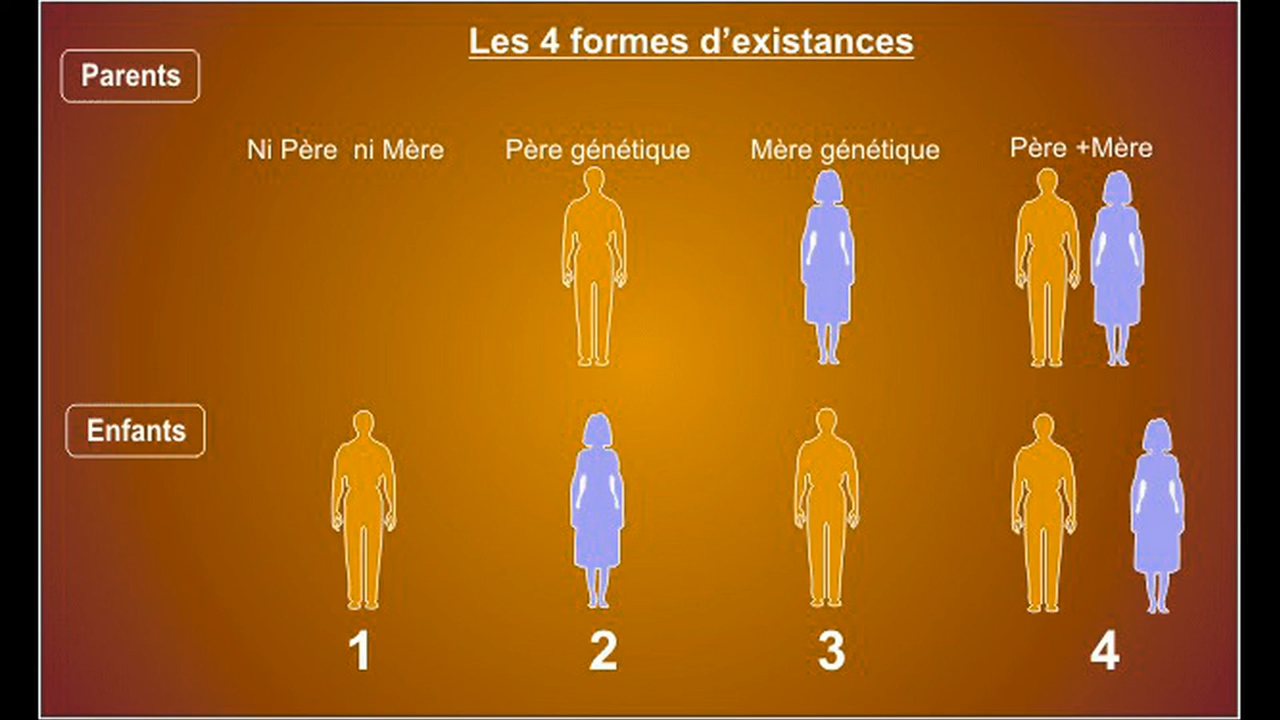 Les 4 formes d’existances
Parents
Ni Père ni Mère
Père génétique
Mère génétique
Père +Mère
Enfants
1
2
3
4